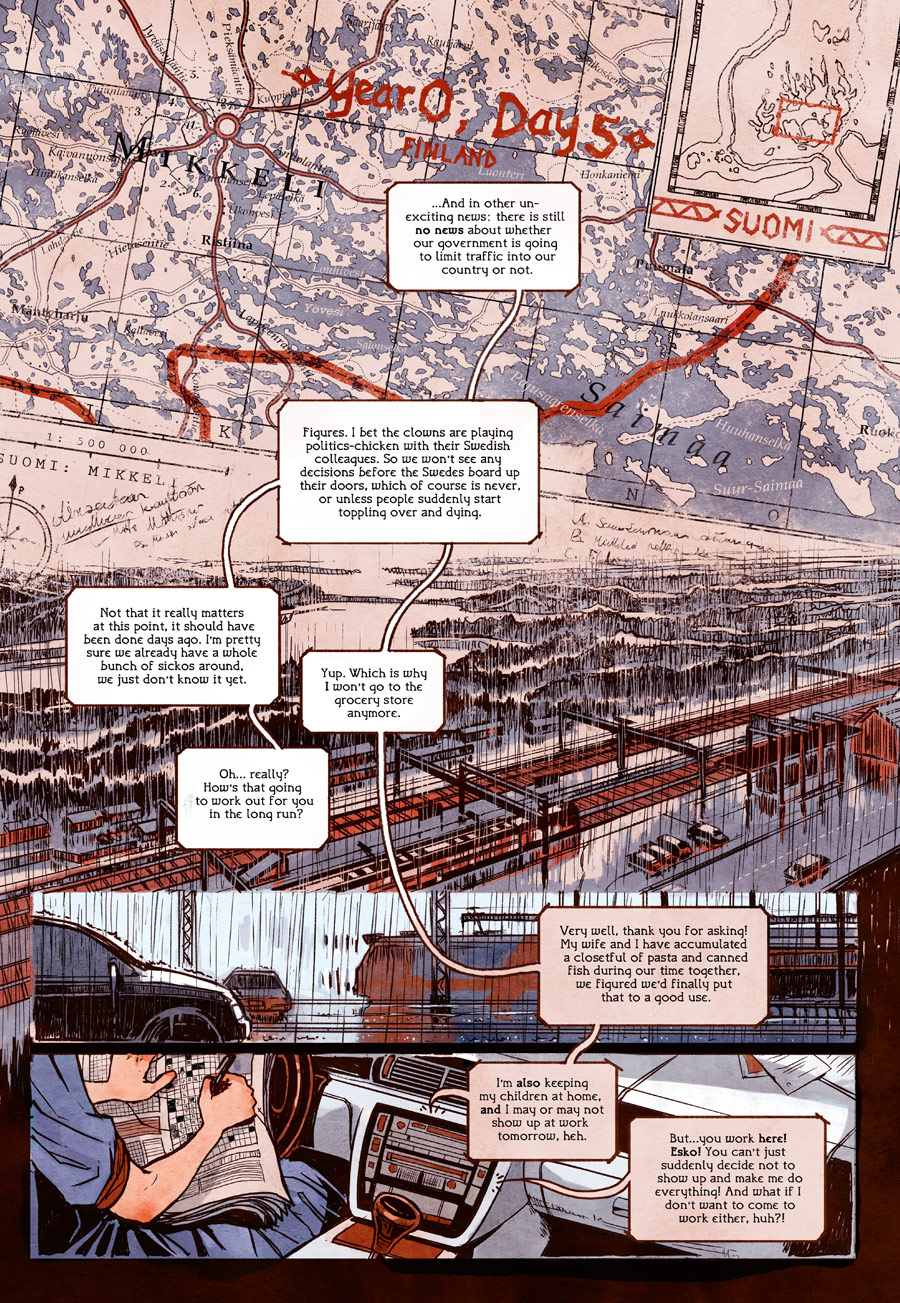 Year 0, Day 5
FINLAND
SUOMI
MIKKELI
Ristiina
Luonteri
Honkaniemi
Louhivesi
Yövesi
Puumala
Luukkolansaari
Saimaa
Huuhanselkä
Suur-Saimaa
1: 500 000
SUOMI: MIKKELI
P
K
N
O
...And in other un-
exciting news: there is still
no news about whether
our government is going
to limit traffic into our
country or not.
Figures. I bet the clowns are playing
politics-chicken with their Swedish
colleagues. So we won't see any
decisions before the Swedes board up
their doors, which of course is never,
or unless people suddenly start
toppling over and dying.
Not that it really matters
at this point, it should have
been done days ago. I'm pretty
sure we already have a whole
bunch of sickos around,
we just don't know it yet.
Yup. Which is why
I won't go to the
grocery store
anymore.
Oh... really?
How's that going
to work out for you
in the long run?
Very well, thank you for asking!
My wife and I have accumulated
a closetful of pasta and canned
fish during our time together,
we figured we'd finally put
that to a good use.
I'm also keeping
my children at home,
and I may or may not
show up at work
tomorrow, heh.
But...you work here!
Esko! You can't just
suddenly decide not to
show up and make me do
everything! And what if I
don't want to come to
work either, huh?!